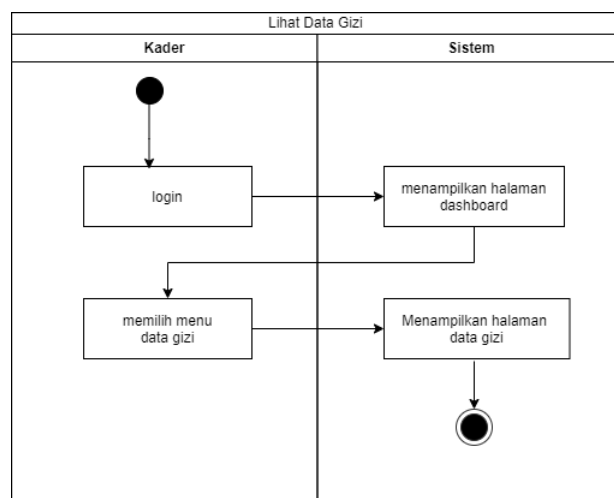 Lihat Data Gizi
Kader
Sistem
login
menampilkan halaman
dashboard
memilih menu
data gizi
Menampilkan halaman
data gizi